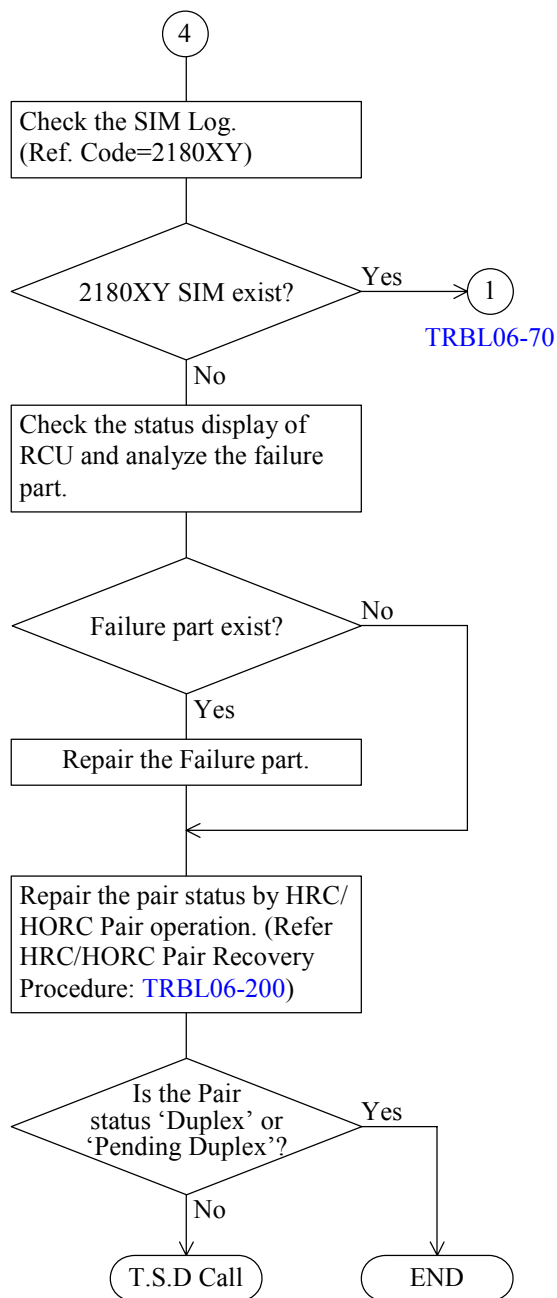 4
Check the SIM Log.
(Ref. Code=2180XY)
2180XY SIM exist?
Yes
1
TRBL06-70
No
Check the status display of
RCU and analyze the failure
part.
Failure part exist?
No
Yes
Repair the Failure part.
Repair the pair status by HRC/
HORC Pair operation. (Refer
HRC/HORC Pair Recovery
Procedure: TRBL06-200)
Is the Pair
status ‘Duplex’ or
‘Pending Duplex’?
Yes
No
T.S.D Call
END